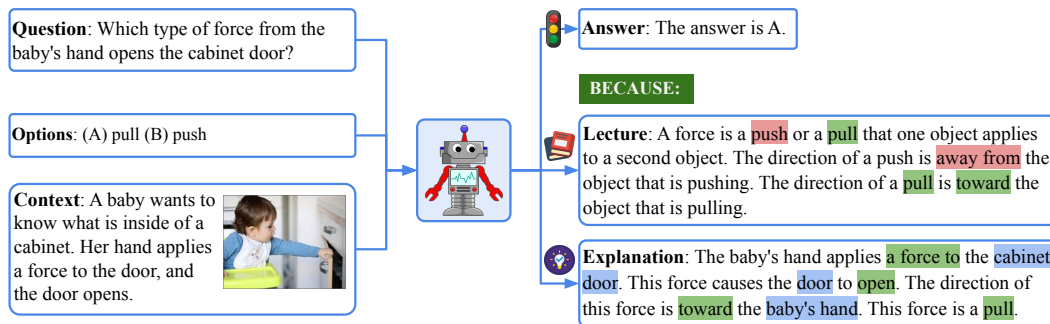 Question: Which type of force from the
baby's hand opens the cabinet door?
Options: (A) pull (B) push
Context: A baby wants to
know what is inside of a
cabinet. Her hand applies
a force to the door, and
the door opens.
Answer: The answer is A.
BECAUSE:
Lecture: A force is a push or a pull that one object applies
to a second object. The direction of a push is away from the
object that is pushing. The direction of a pull is toward the
object that is pulling.
Explanation: The baby's hand applies a force to the cabinet
door. This force causes the door to open. The direction of
this force is toward the baby's hand. This force is a pull.